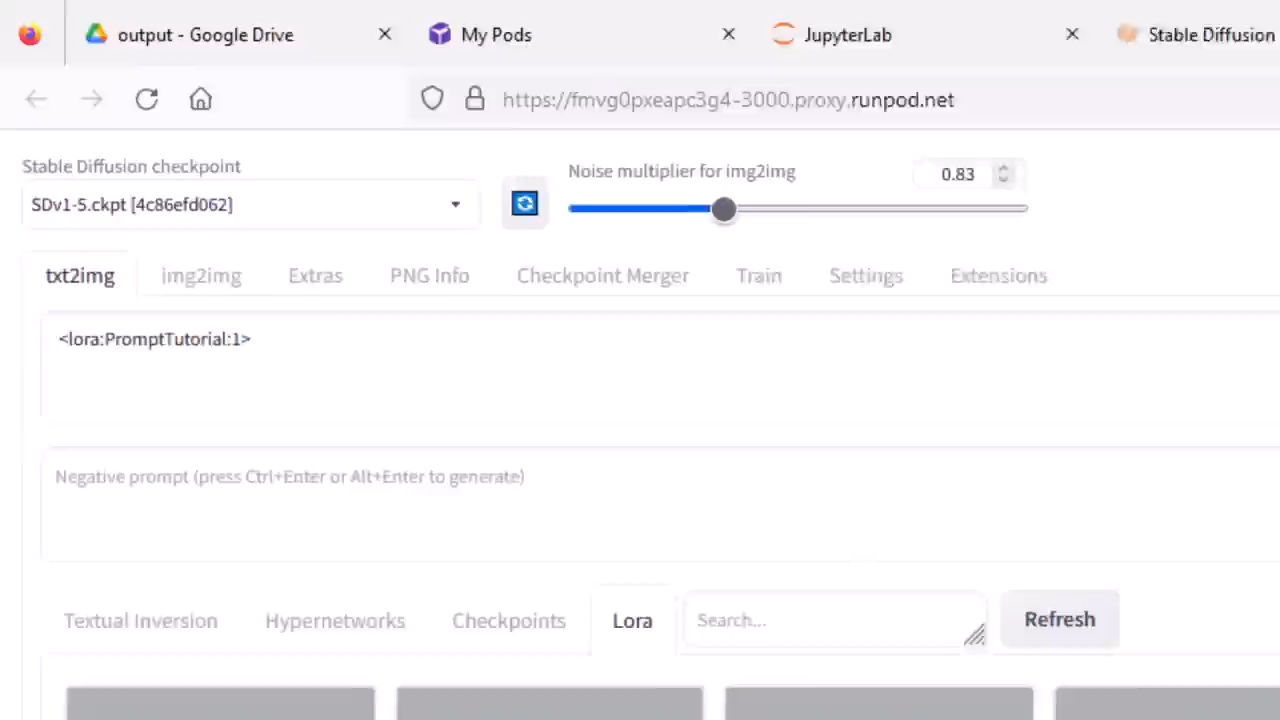 output - Google Drive
My Pods
JupyterLab
Stable Diffusion
https://fmvg0pxeapc3g4-3000.proxy.runpod.net
Stable Diffusion checkpoint
Noise multiplier for img2img
0.83
SDv1-5.ckpt [4c86efd062]
txt2img
img2img
Extras
PNG Info
Checkpoint Merger
Train
Settings
Extensions
<lora:PromptTutorial:1>
Negative prompt (press Ctrl+Enter or Alt+Enter to generate)
Textual Inversion
Hypernetworks
Checkpoints
Lora
Search...
Refresh